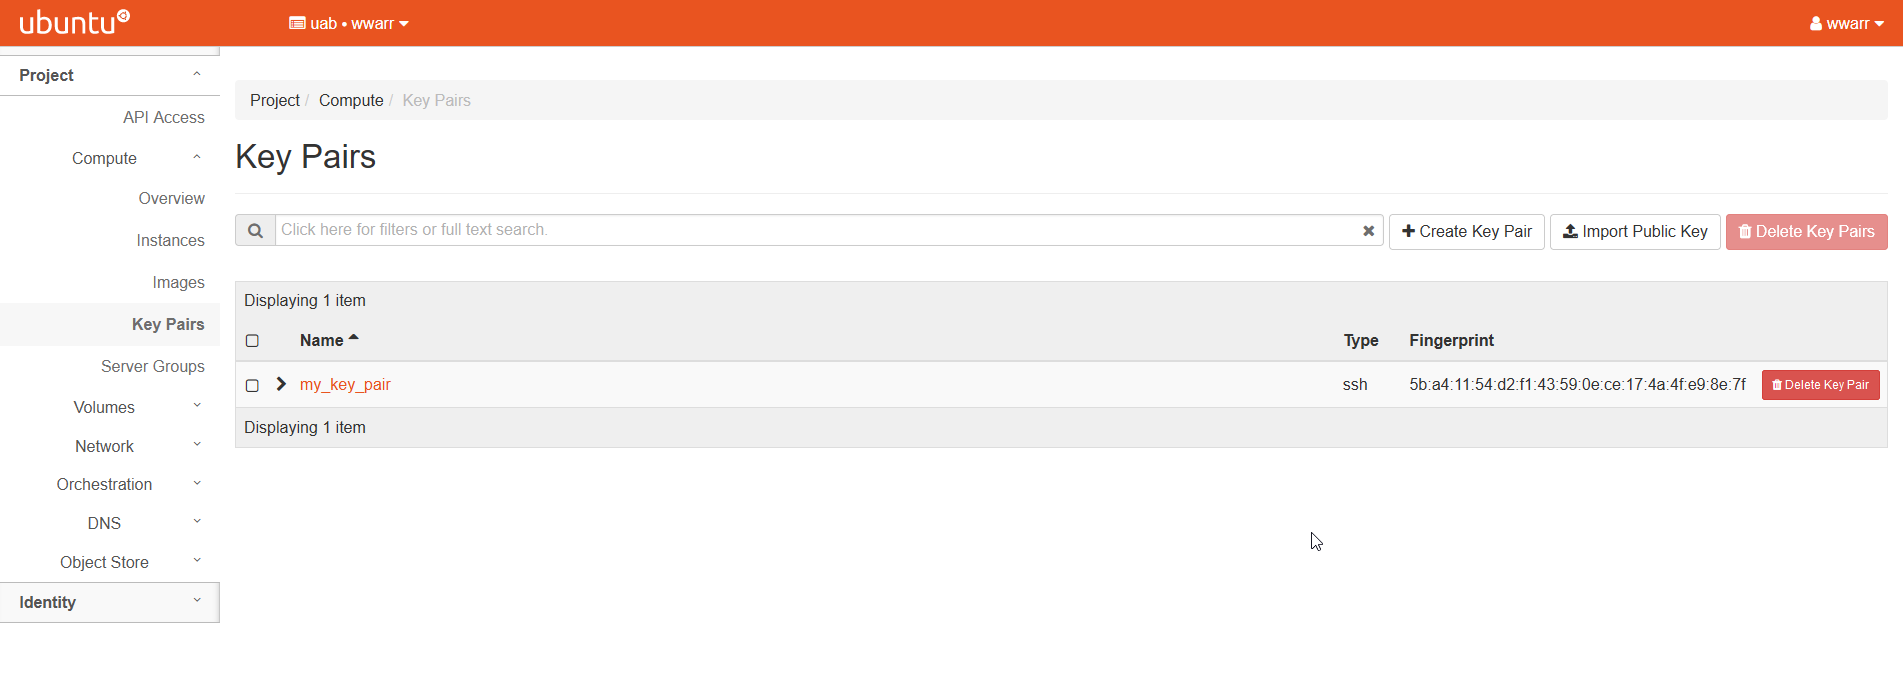 ubuntu
uab • wwarr
wwarr
Project
API Access
Compute
Overview
Instances
Images
Key Pairs
Server Groups
Volumes
Network
Orchestration
DNS
Object Store
Identity
Project / Compute / Key Pairs
Key Pairs
Click here for filters or full text search.
Create Key Pair
Import Public Key
Delete Key Pairs
Displaying 1 item
Name Type Fingerprint
my_key_pair ssh 5b:a4:11:54:d2:f1:43:59:0e:ce:17:4a:4f:e9:8e:7f Delete Key Pair
Displaying 1 item